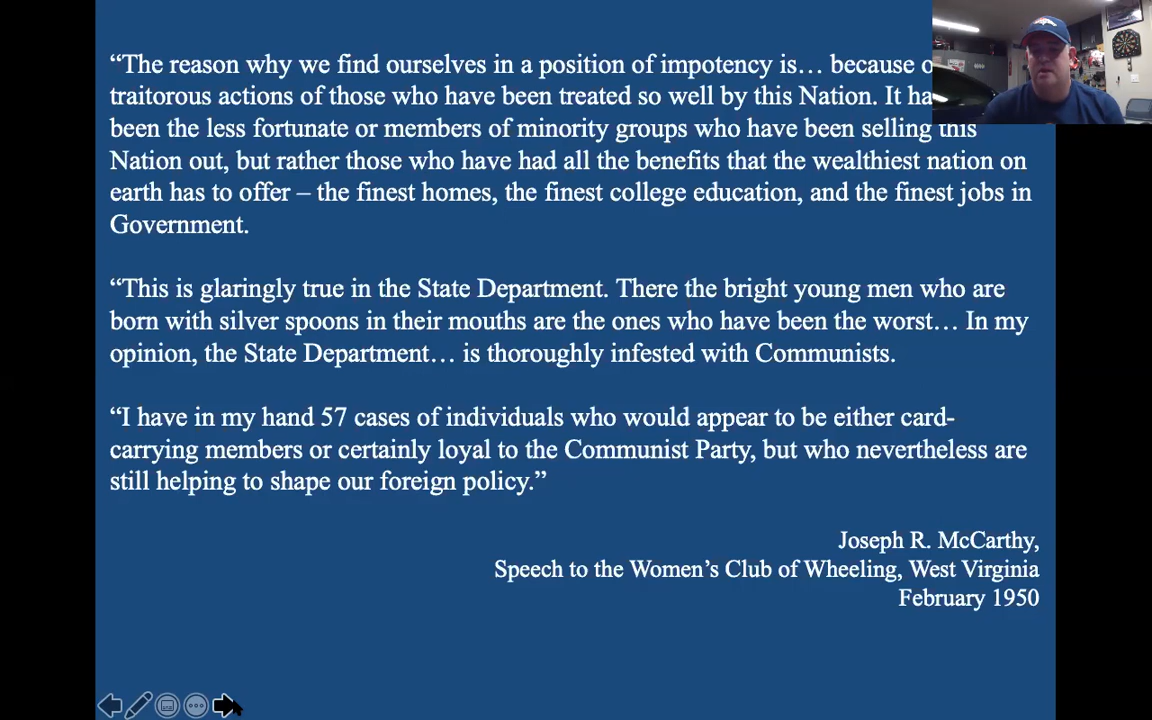 “The reason why we find ourselves in a position of impotency is… because
traitorous actions of those who have been treated so well by this Nation. It
been the less fortunate or members of minority groups who have been selling this
Nation out, but rather those who have had all the benefits that the wealthiest nation on
earth has to offer – the finest homes, the finest college education, and the finest jobs in
Government.
“This is glaringly true in the State Department. There the bright young men who are
born with silver spoons in their mouths are the ones who have been the worst… In my
opinion, the State Department… is thoroughly infested with Communists.
“I have in my hand 57 cases of individuals who would appear to be either card-
carrying members or certainly loyal to the Communist Party, but who nevertheless are
still helping to shape our foreign policy.”
Joseph R. McCarthy,
Speech to the Women’s Club of Wheeling, West Virginia
February 1950